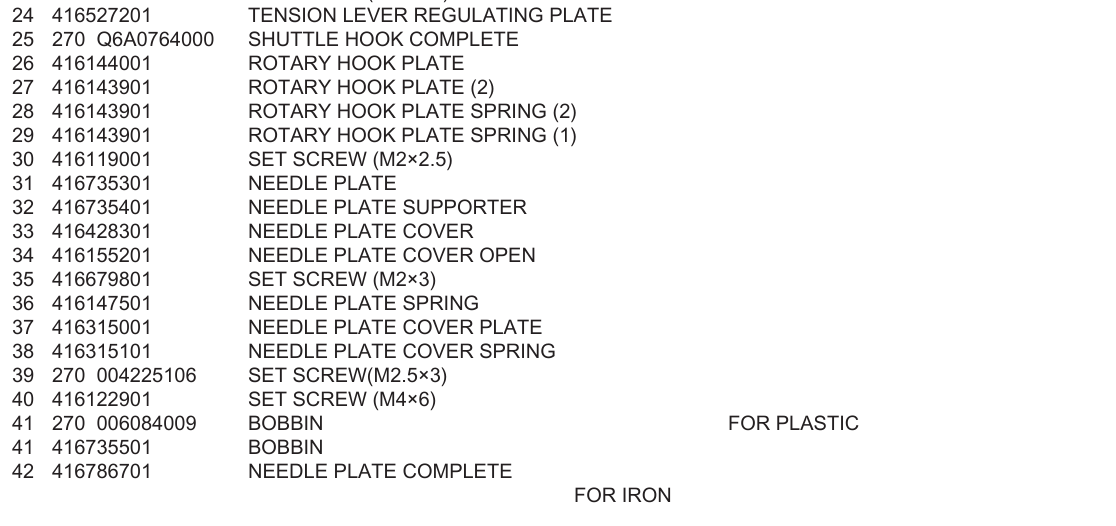 24 416527201 TENSION LEVER REGULATING PLATE
25 270 Q6A0764000 SHUTTLE HOOK COMPLETE
26 416144001 ROTARY HOOK PLATE
27 416143901 ROTARY HOOK PLATE (2)
28 416143901 ROTARY HOOK PLATE SPRING (2)
29 416143901 ROTARY HOOK PLATE SPRING (1)
30 416119001 SET SCREW (M2×2.5)
31 416735301 NEEDLE PLATE
32 416735401 NEEDLE PLATE SUPPORTER
33 416428301 NEEDLE PLATE COVER
34 416155201 NEEDLE PLATE COVER OPEN
35 416679801 SET SCREW (M2×3)
36 416147501 NEEDLE PLATE SPRING
37 416315001 NEEDLE PLATE COVER PLATE
38 416315101 NEEDLE PLATE COVER SPRING
39 270 004225106 SET SCREW(M2.5×3)
40 416122901 SET SCREW (M4×6)
41 270 006084009 BOBBIN FOR PLASTIC
41 416735501 BOBBIN
42 416786701 NEEDLE PLATE COMPLETE
FOR IRON